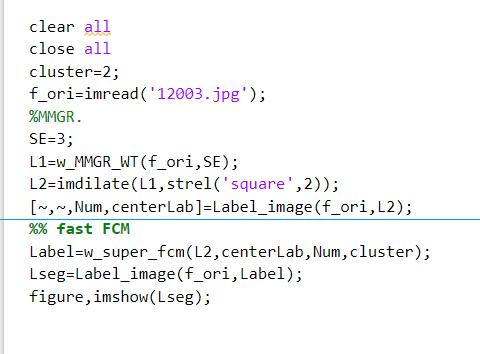 clear all
close all
cluster=2;
f_ori=imread('12003.jpg');
%MMGR.
SE=3;
L1=w_MMGR_WT(f_ori,SE);
L2=imdilate(L1,strel('square',2));
[~,~,Num,centerLab]=Label_image(f_ori,L2);
%% fast FCM
Label=w_super_fcm(L2,centerLab,Num,cluster);
Lseg=Label_image(f_ori,Label);
figure,imshow(Lseg);